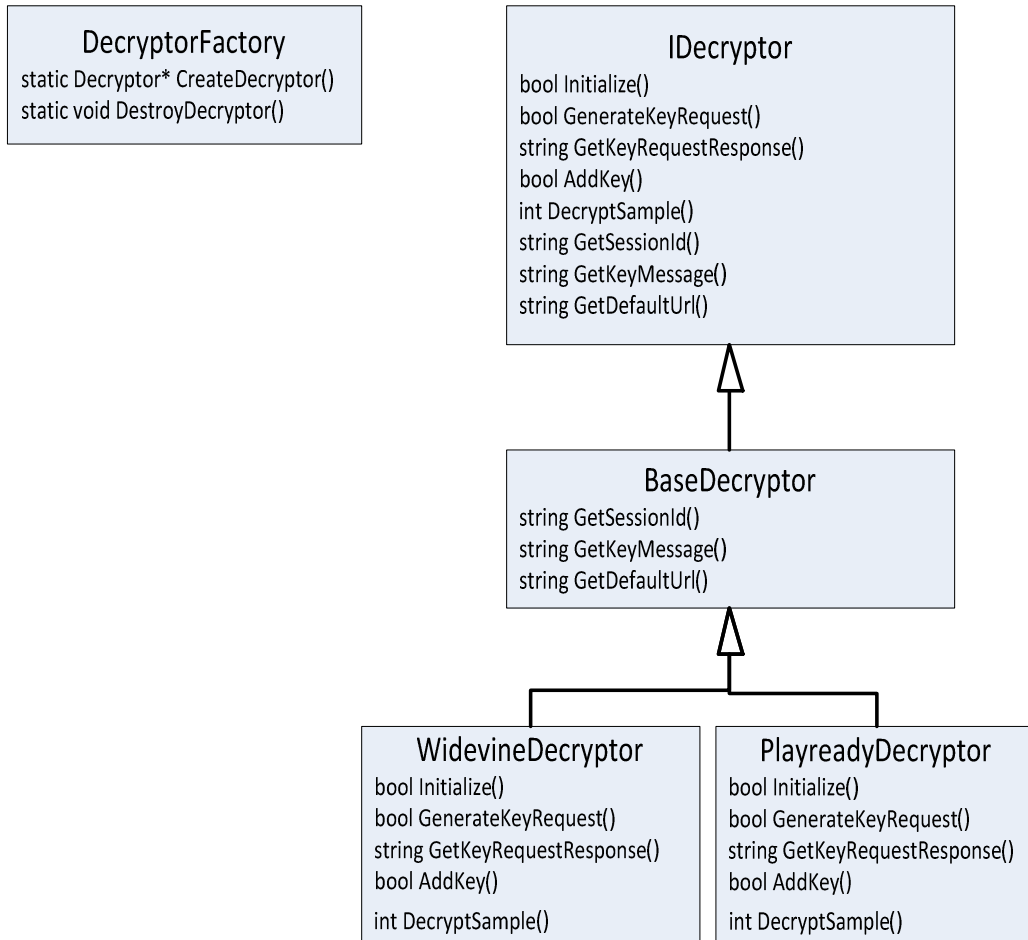 DecryptorFactory
static Decryptor* CreateDecryptor()
static void DestroyDecryptor()
IDecryptor
bool Initialize()
bool GenerateKeyRequest()
string GetKeyRequestResponse()
bool AddKey()
int DecryptSample()
string GetSessionId()
string GetKeyMessage()
string GetDefaultUrl()
BaseDecryptor
string GetSessionId()
string GetKeyMessage()
string GetDefaultUrl()
WidevineDecryptor
bool Initialize()
bool GenerateKeyRequest()
string GetKeyRequestResponse()
bool AddKey()
int DecryptSample()
PlayreadyDecryptor
bool Initialize()
bool GenerateKeyRequest()
string GetKeyRequestResponse()
bool AddKey()
int DecryptSample()